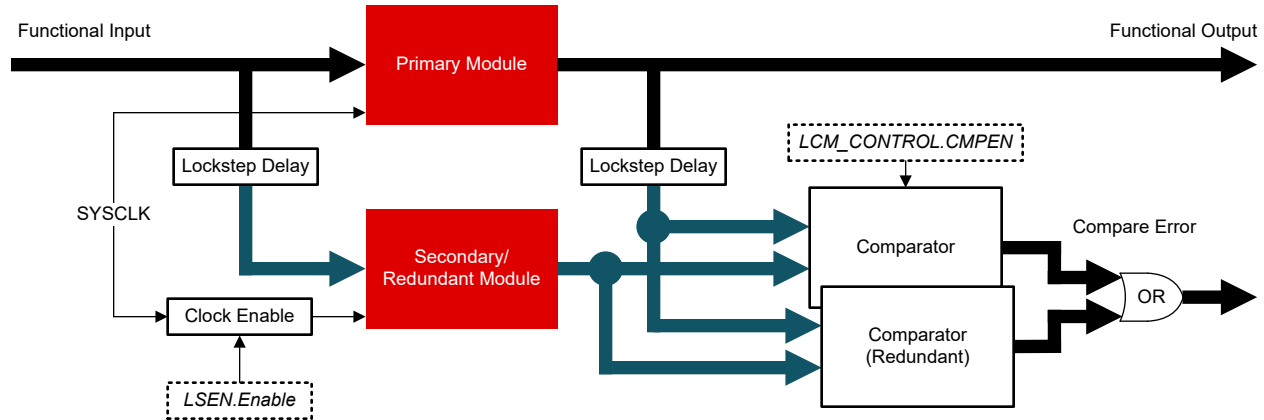 Functional Input
Functional Output
Primary Module
Lockstep Delay
Lockstep Delay
LCM_CONTROL.CMPEN
SYSCLK
Secondary/
Redundant Module
Comparator
Compare Error
OR
Clock Enable
Comparator
(Redundant)
LSEN.Enable